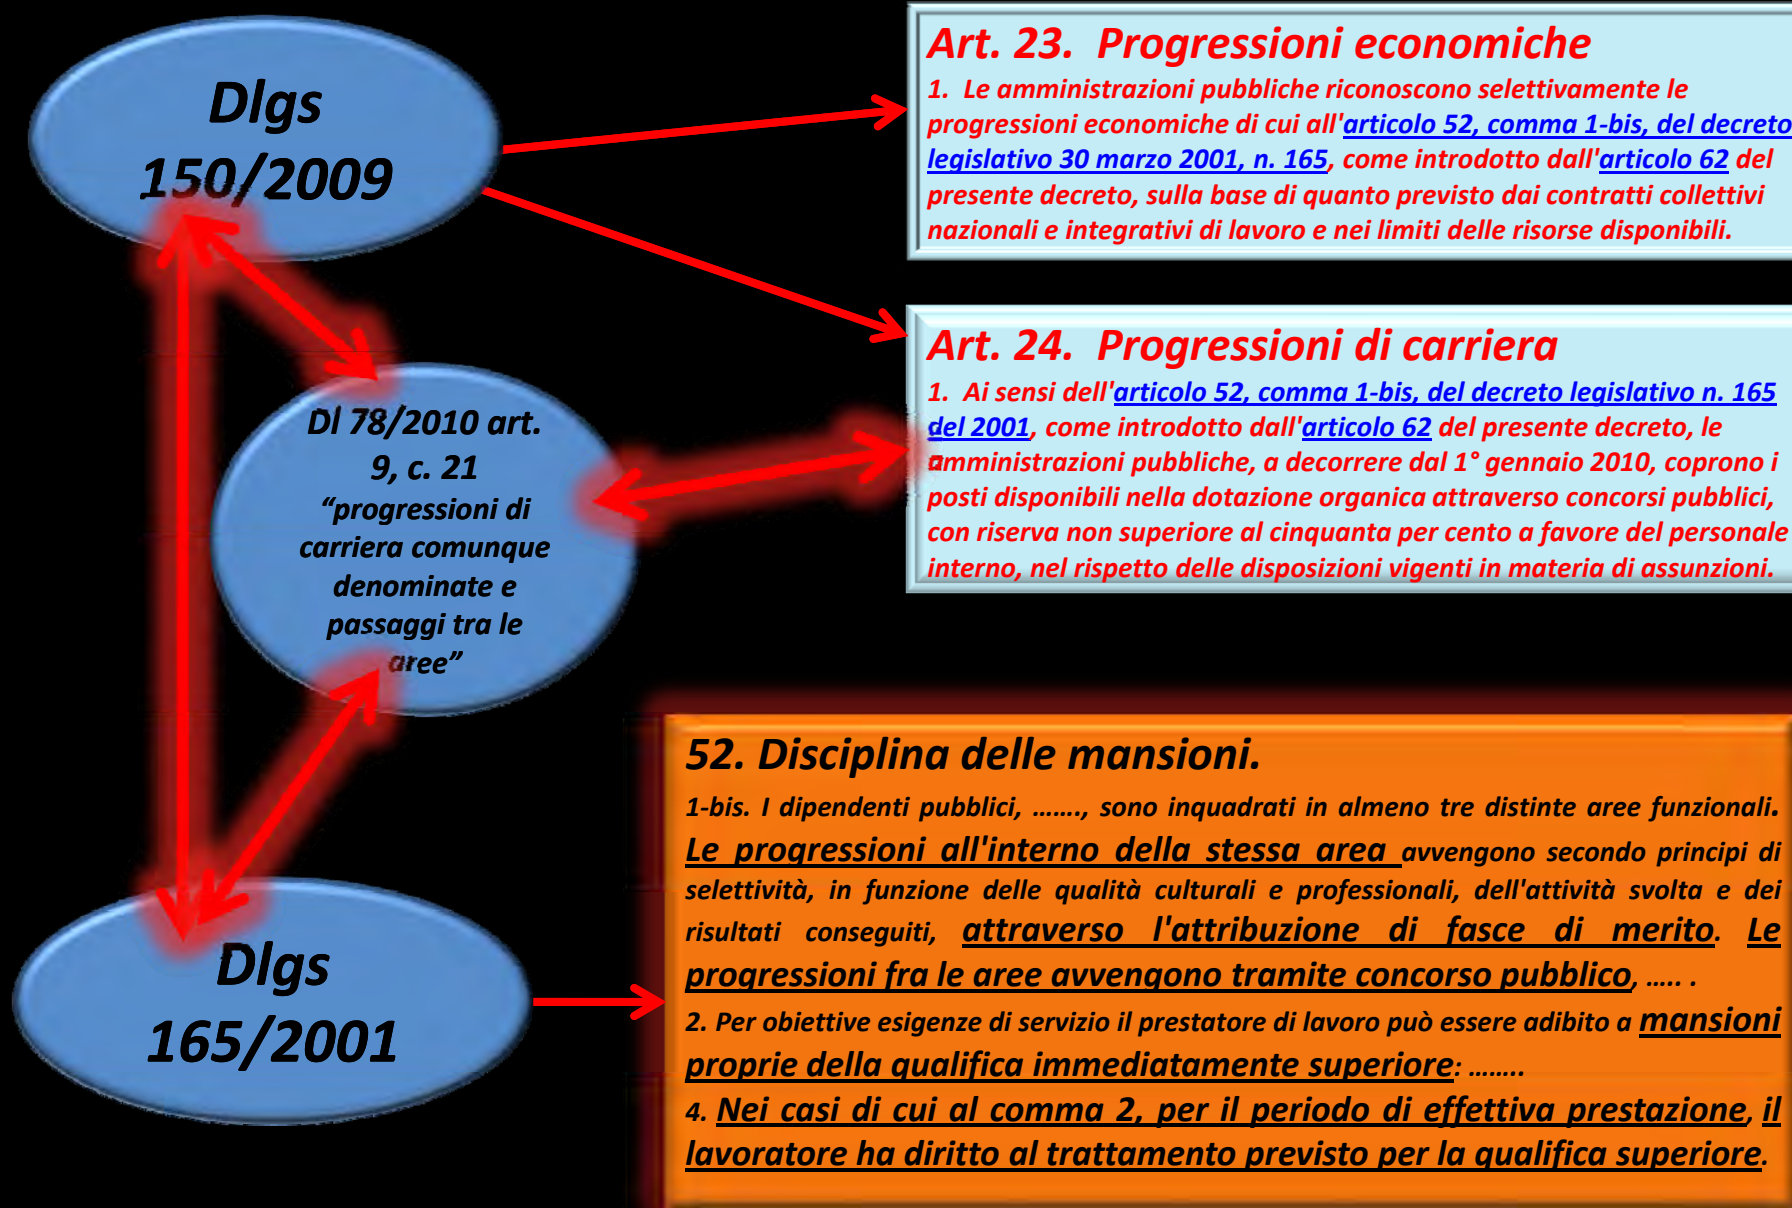 Dlgs
150/2009
Art. 23. Progressioni economiche
1. Le amministrazioni pubbliche riconoscono selettivamente le
progressioni economiche di cui all'articolo 52, comma 1-bis, del decreto
legislativo 30 marzo 2001, n. 165, come introdotto dall'articolo 62 del
presente decreto, sulla base di quanto previsto dai contratti collettivi
nazionali e integrativi di lavoro e nei limiti delle risorse disponibili.
Art. 24. Progressioni di carriera
1. Ai sensi dell'articolo 52, comma 1-bis, del decreto legislativo n. 165
del 2001, come introdotto dall'articolo 62 del presente decreto, le
amministrazioni pubbliche, a decorrere dal 1° gennaio 2010, coprono i
posti disponibili nella dotazione organica attraverso concorsi pubblici,
con riserva non superiore al cinquanta per cento a favore del personale
interno, nel rispetto delle disposizioni vigenti in materia di assunzioni.
Dl 78/2010 art.
9, c. 21
“progressioni di
carriera comunque
denominate e
passaggi tra le
aree”
Dlgs
165/2001
52. Disciplina delle mansioni.
1-bis. I dipendenti pubblici, ……., sono inquadrati in almeno tre distinte aree funzionali.
Le progressioni all'interno della stessa area avvengono secondo principi di
selettività, in funzione delle qualità culturali e professionali, dell'attività svolta e dei
risultati conseguiti, attraverso l'attribuzione di fasce di merito. Le
progressioni fra le aree avvengono tramite concorso pubblico, ….. .
2. Per obiettive esigenze di servizio il prestatore di lavoro può essere adibito a mansioni
proprie della qualifica immediatamente superiore: ……..
4. Nei casi di cui al comma 2, per il periodo di effettiva prestazione, il
lavoratore ha diritto al trattamento previsto per la qualifica superiore.